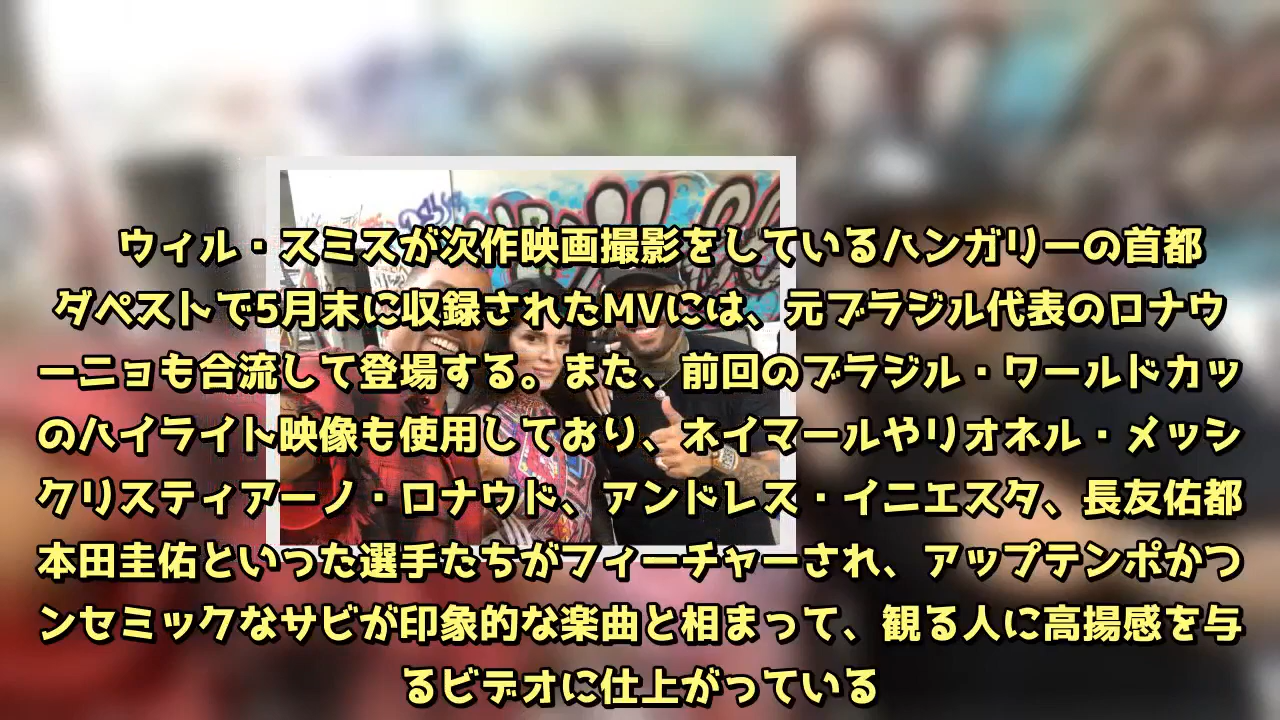 ウィル・スミスが次作映画撮影をしているハンガリーの首都
ダペストで5月末に収録されたMVには、元ブラジル代表のロナウ
ーニョも合流して登場する。また、前回のブラジル・ワールドカッ
のハイライト映像も使用しており、ネイマールやリオネル・メッシ
クリスティアーノ・ロナウド、アンドレス・イニエスタ、長友佑都
本田圭佑といった選手たちがフィーチャーされ、アップテンポかつ
ンセミックなサビが印象的な楽曲と相まって、観る人に高揚感を与
るビデオに仕上がっている